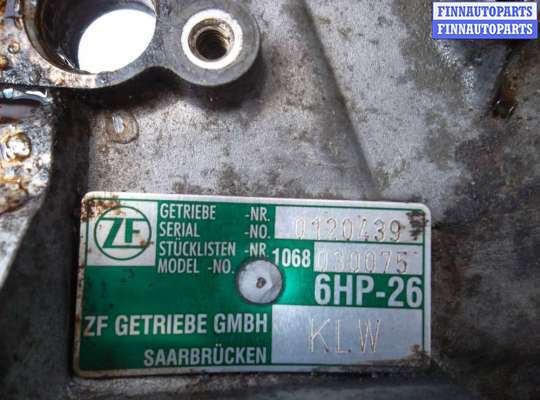 FINNAUTOPARTS
FINNAUTOPARTS
ZF
GETRIEBE -NR.
SERIAL -NO. 0120439
STÜCKLISTEN -NR.
MODEL -NO. 1068 030075
6HP-26
ZF GETRIEBE GMBH
SAARBRÜCKEN
KLW